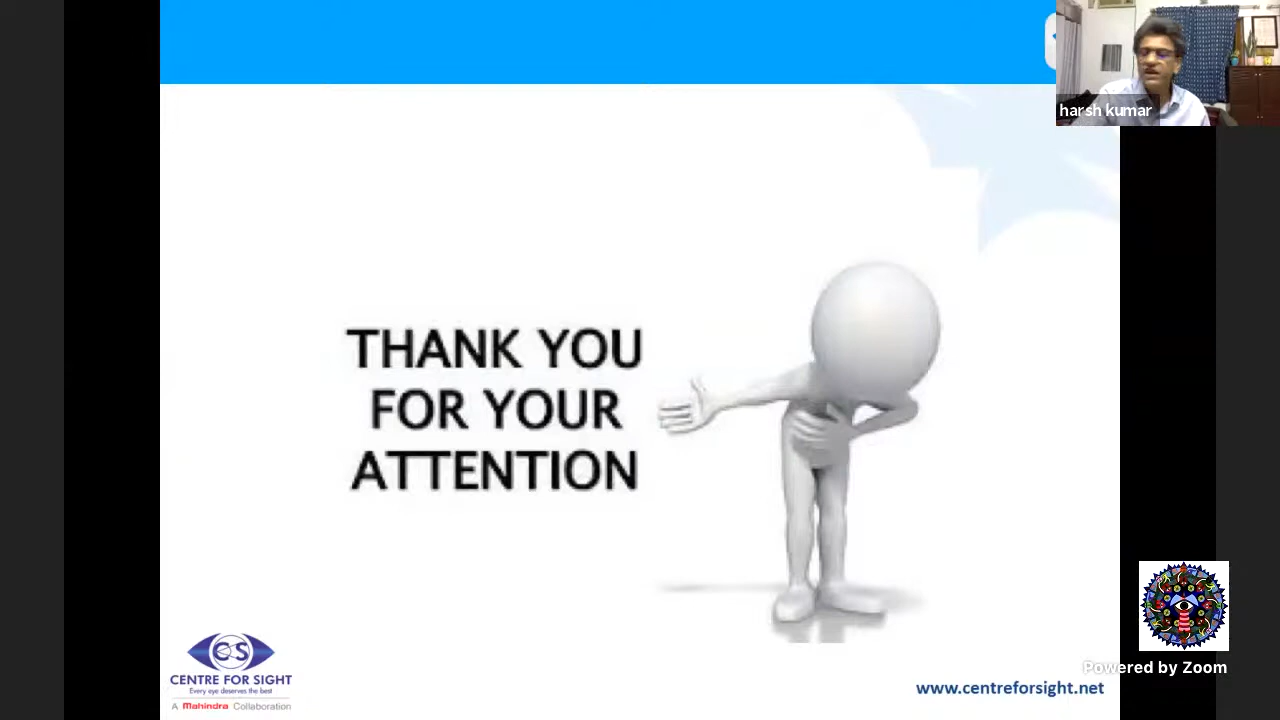 harsh kumar
THANK YOU
FOR YOUR
ATTENTION
CS
CENTRE FOR SIGHT
Every eye deserves the best
A Mahindra Collaboration
www.centreforsight.net
Powered by Zoom